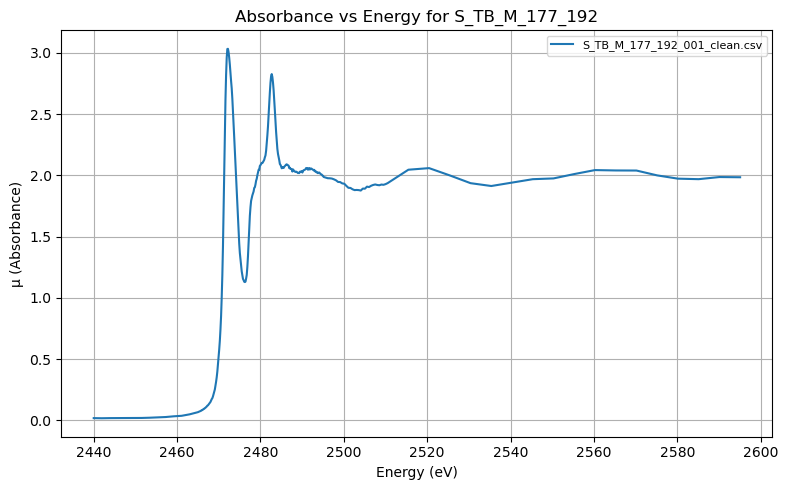 Absorbance vs Energy for S_TB_M_177_192
S_TB_M_177_192_001_clean.csv
μ (Absorbance)
3.0
2.5
2.0
1.5
1.0
0.5
0.0
2440 2460 2480 2500 2520 2540 2560 2580 2600
Energy (eV)